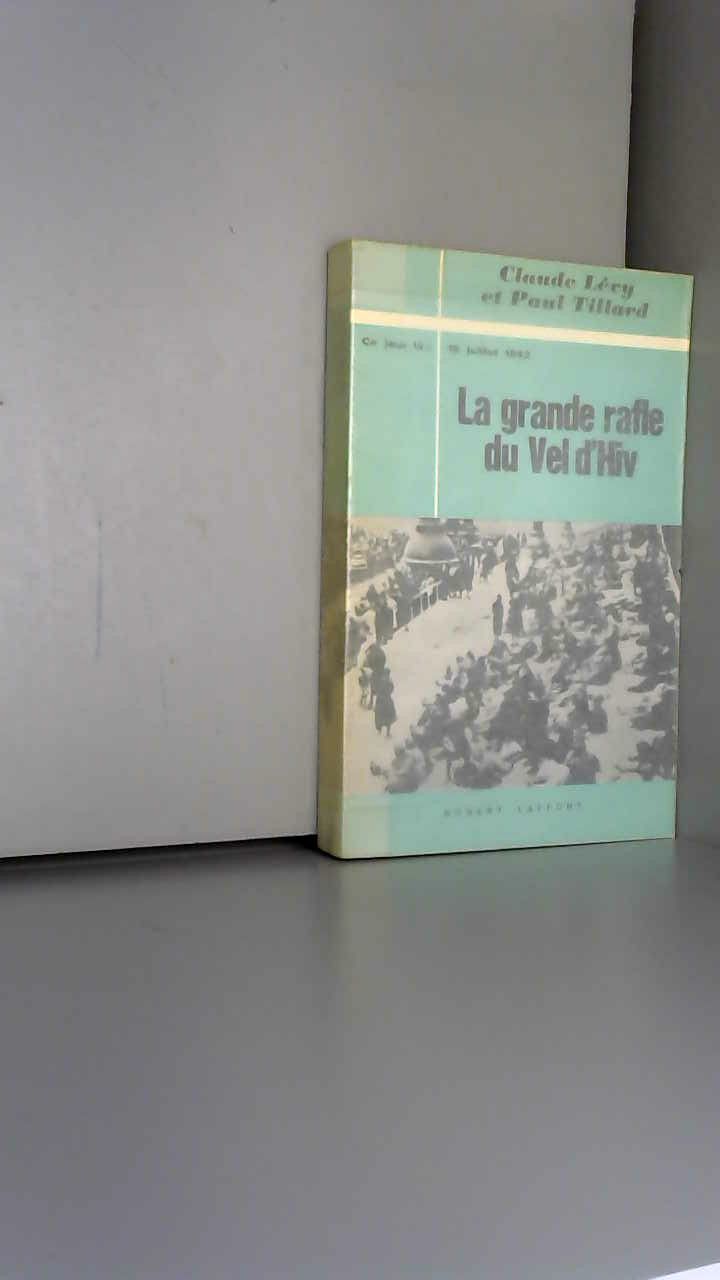 Claude Lévy
et Paul Tillard
Ce jour là : 16 juillet 1942
La grande rafle
du Vel d'Hiv
ROBERT LAFFONT